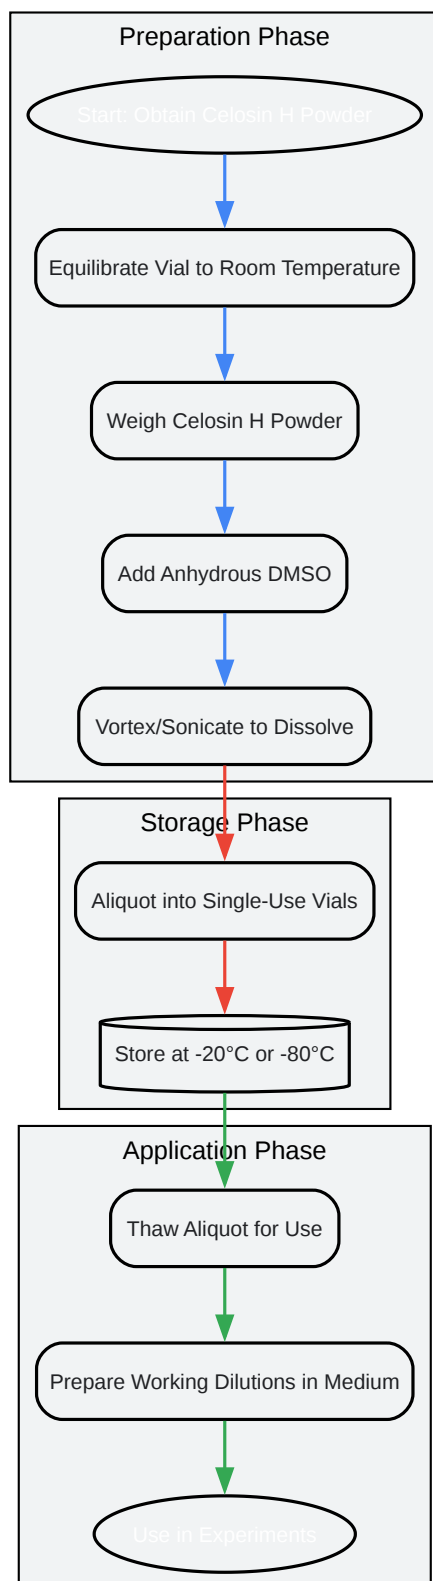 Preparation Phase
Start: Obtain Celosin H Powder
Equilibrate Vial to Room Temperature
Weigh Celosin H Powder
Add Anhydrous DMSO
Vortex/Sonicate to Dissolve
Storage Phase
Aliquot into Single-Use Vials
Store at -20°C or -80°C
Application Phase
Thaw Aliquot for Use
Prepare Working Dilutions in Medium
Use in Experiments